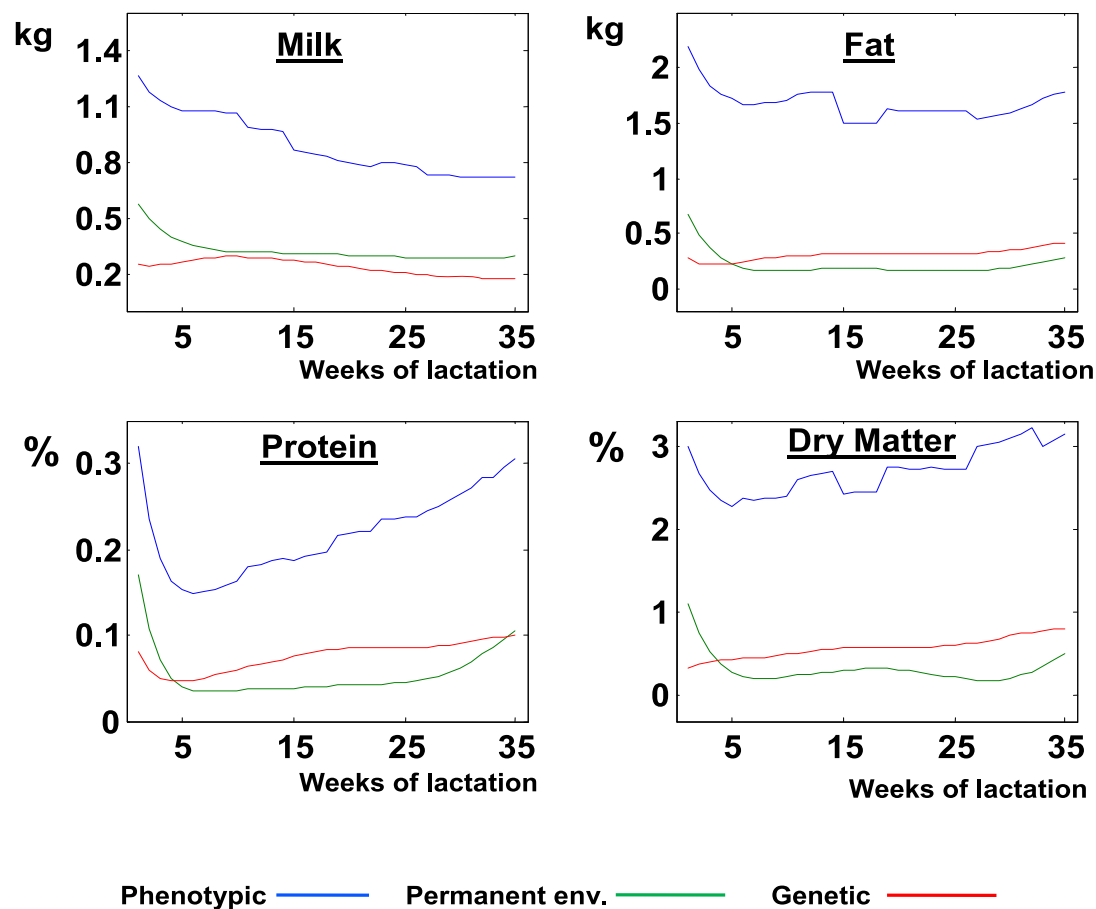 kg
Milk
1.4
1.1
0.8
0.5
0.2
5 15 25 35
Weeks of lactation
kg
Fat
2
1.5
1
0.5
0
5 15 25 35
Weeks of lactation
%
Protein
0.3
0.2
0.1
0
5 15 25 35
Weeks of lactation
%
Dry Matter
3
2
1
0
5 15 25 35
Weeks of lactation
Phenotypic Permanent env. Genetic